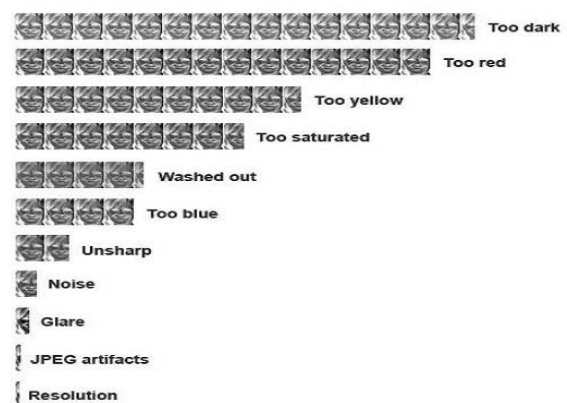 Too dark
Too red
Too yellow
Too saturated
Washed out
Too blue
Unsharp
Noise
Glare
JPEG artifacts
Resolution